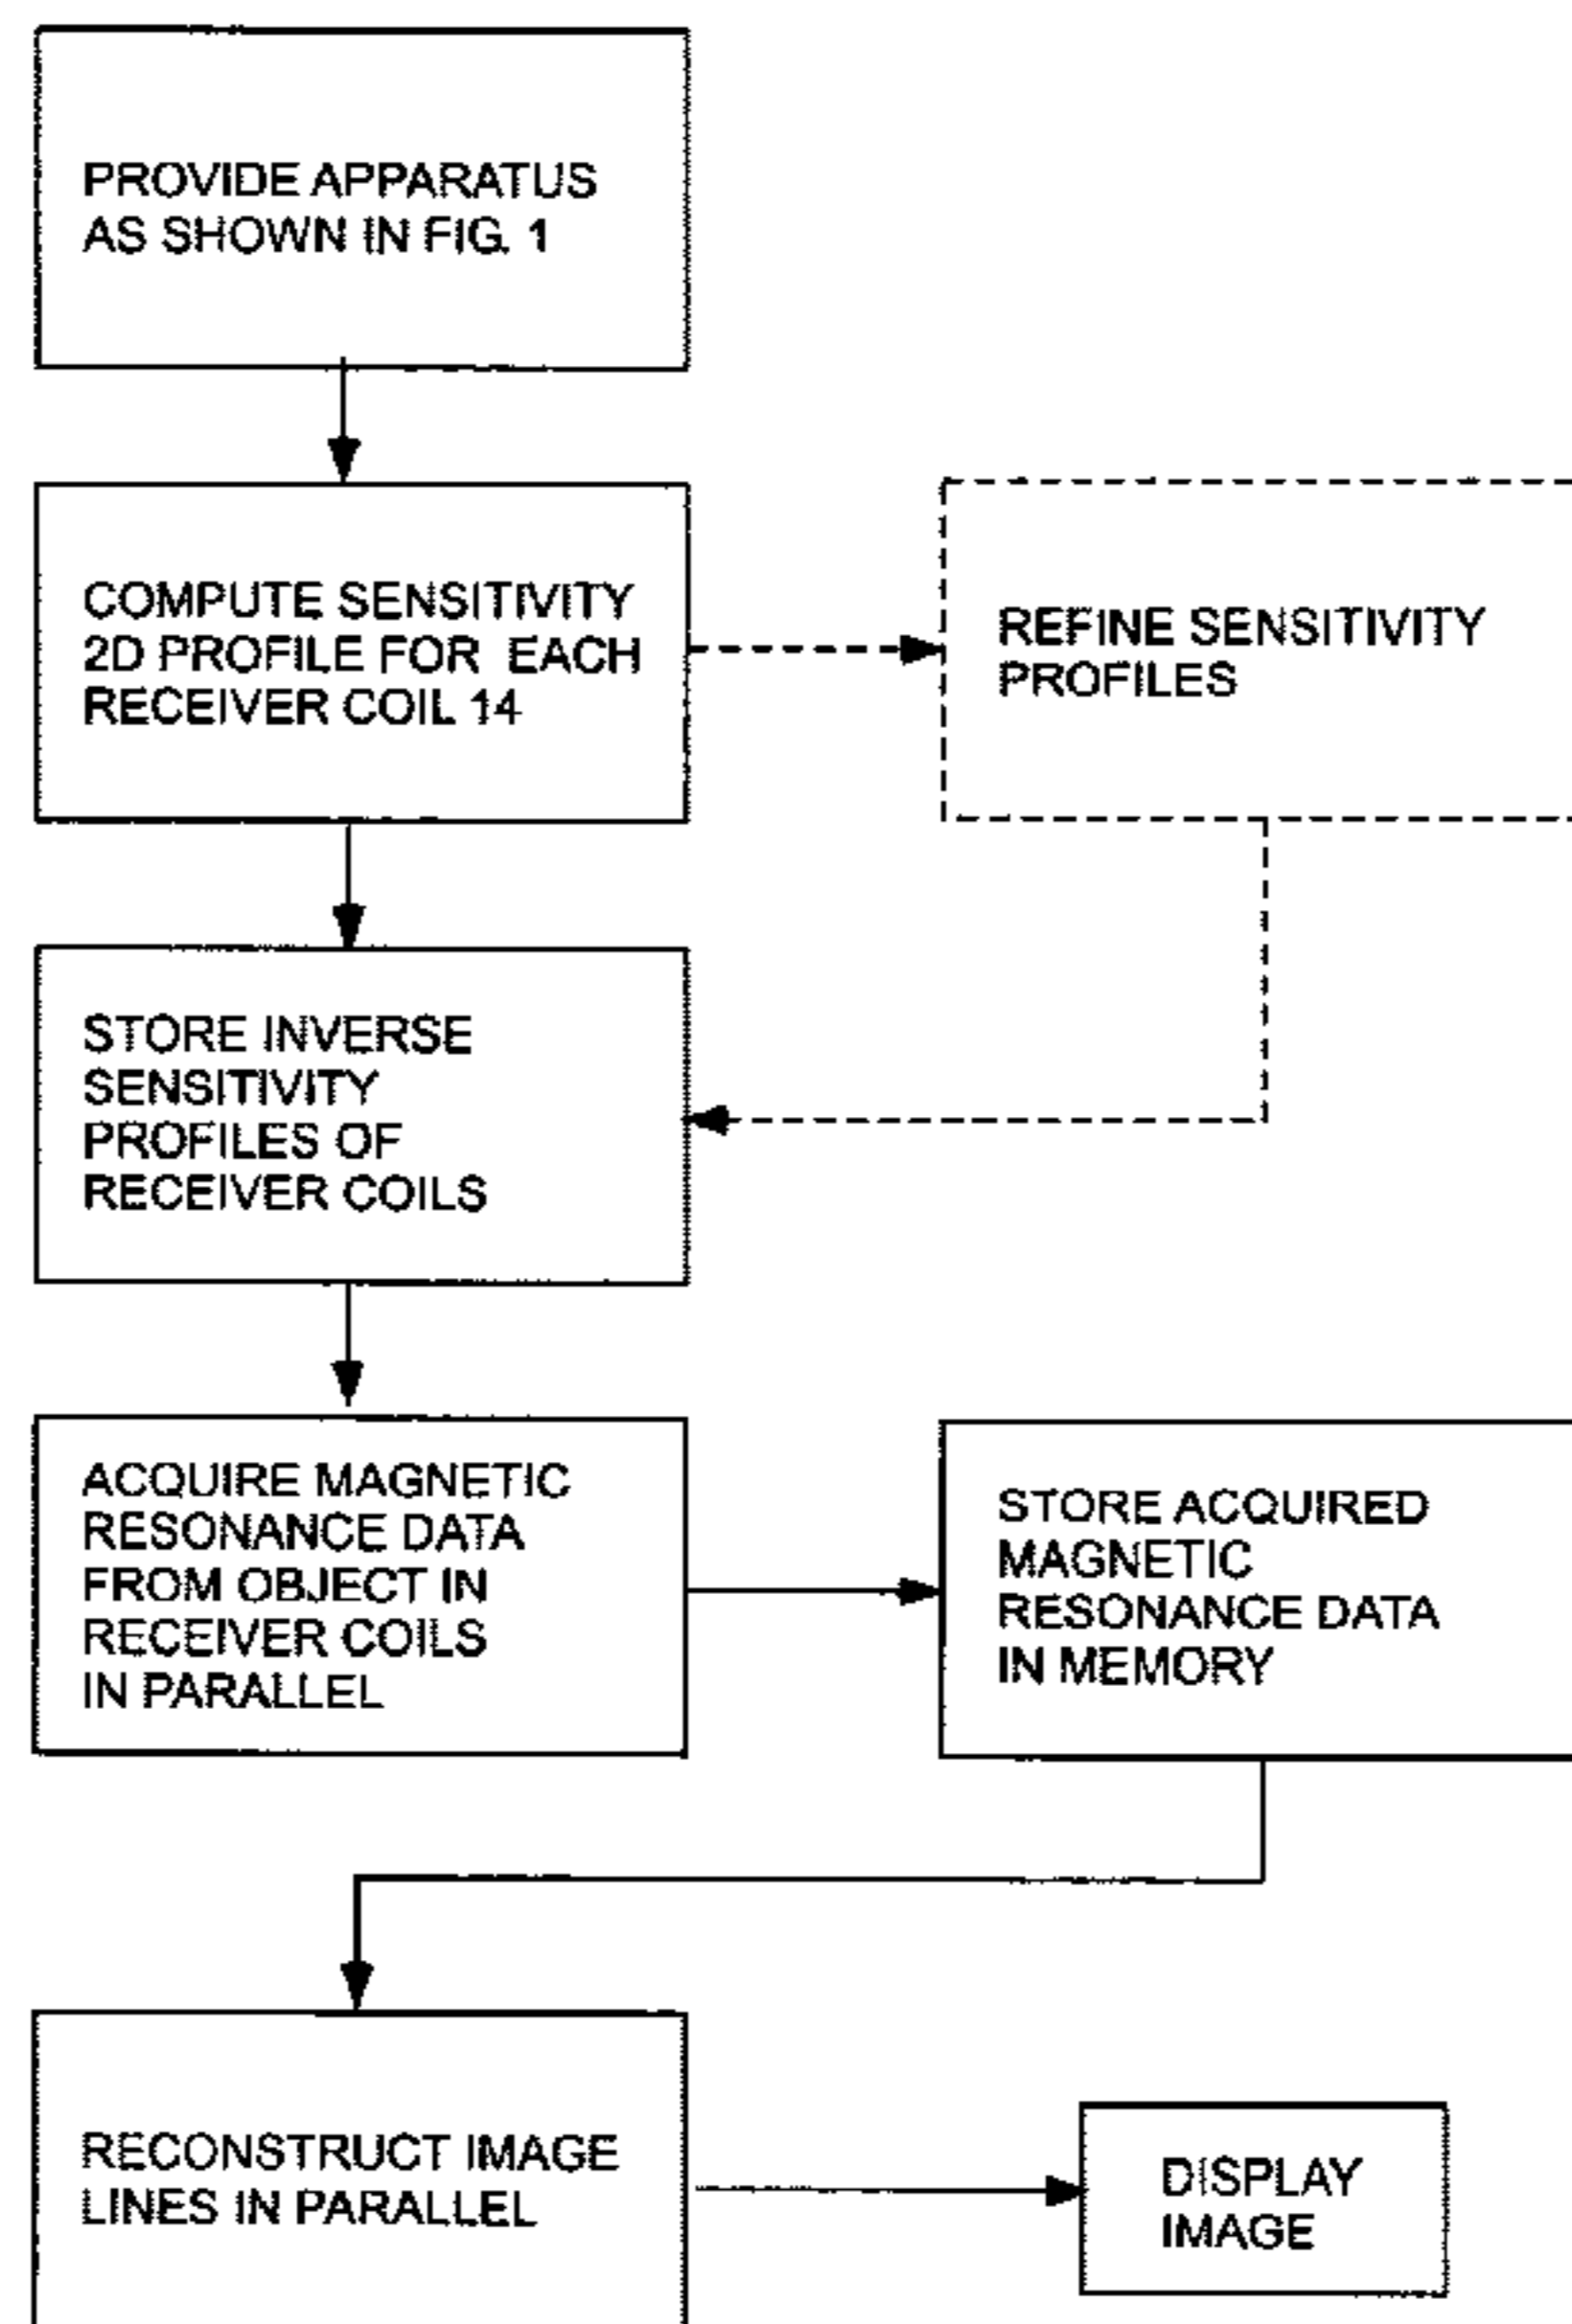 PROVIDE APPARATUS
AS SHOWN IN FIG. 1
COMPUTE SENSITIVITY
2D PROFILE FOR EACH
RECEIVER COIL 14
REFINE SENSITIVITY
PROFILES
STORE INVERSE
SENSITIVITY
PROFILES OF
RECEIVER COILS
ACQUIRE MAGNETIC
RESONANCE DATA
FROM OBJECT IN
RECEIVER COILS
IN PARALLEL
STORE ACQUIRED
MAGNETIC
RESONANCE DATA
IN MEMORY
RECONSTRUCT IMAGE
LINES IN PARALLEL
DISPLAY
IMAGE